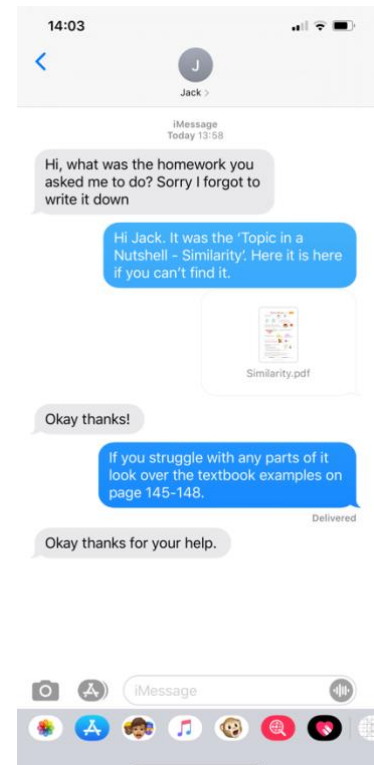 14:03
J
Jack >
iMessage
Today 13:58
Hi, what was the homework you
asked me to do? Sorry I forgot to
write it down
Hi Jack. It was the ‘Topic in a
Nutshell - Similarity’. Here it is here
if you can’t find it.
Similarity.pdf
Okay thanks!
If you struggle with any parts of it
look over the textbook examples on
page 145-148.
Delivered
Okay thanks for your help.
iMessage